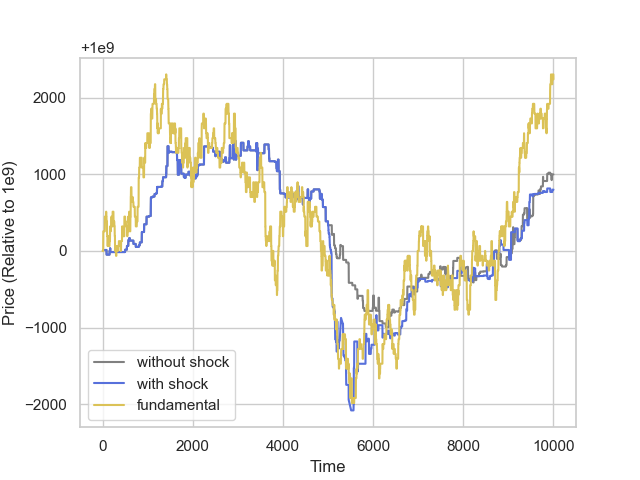 +1e9
2000
1000
0
−1000
−2000
Price (Relative to 1e9)
without shock
with shock
fundamental
0 2000 4000 6000 8000 10000
Time